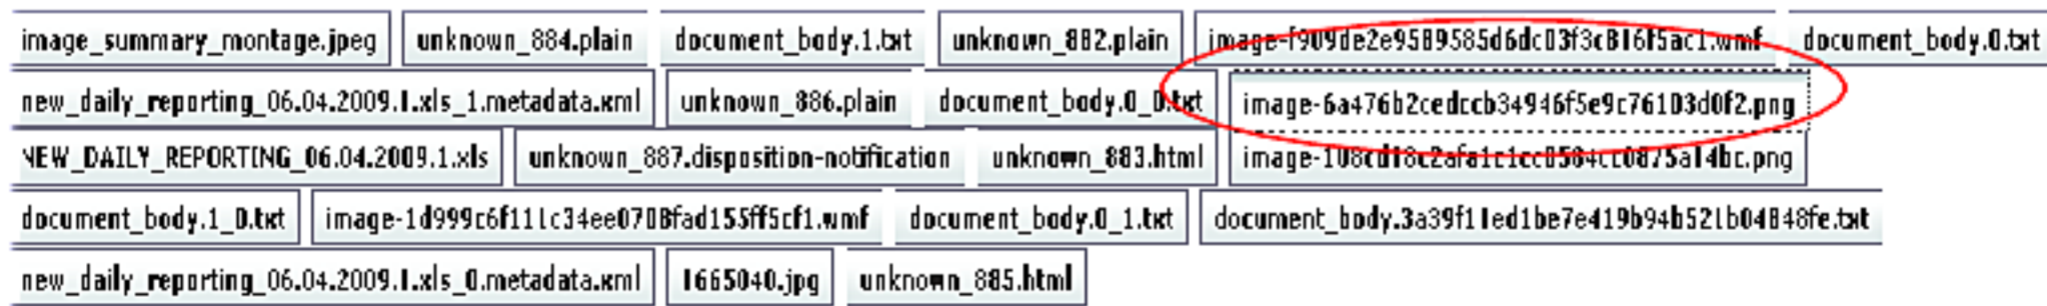 image_summary_montage.jpeg unknown_884.plain document_body.1.txt unknown_882.plain image-f909de2e9589585d6dc03f3c816f5ac1.wmf document_body.0.txt
new_daily_reporting_06.04.2009.1.xls_1.metadata.xml unknown_886.plain document_body.0_0.txt image-6a476b2cedccb34946f5e9c76103d0f2.png
NEW_DAILY_REPORTING_06.04.2009.1.xls unknown_887.disposition-notification unknown_883.html
document_body.1_0.txt image-1d999c6f111c34ee0708fad155ff5cf1.wmf document_body.0_1.txt document_body.3a39f11ed1be7e419b94b521b04848fe.txt
new_daily_reporting_06.04.2009.1.xls_0.metadata.xml 1665040.jpg unknown_885.html